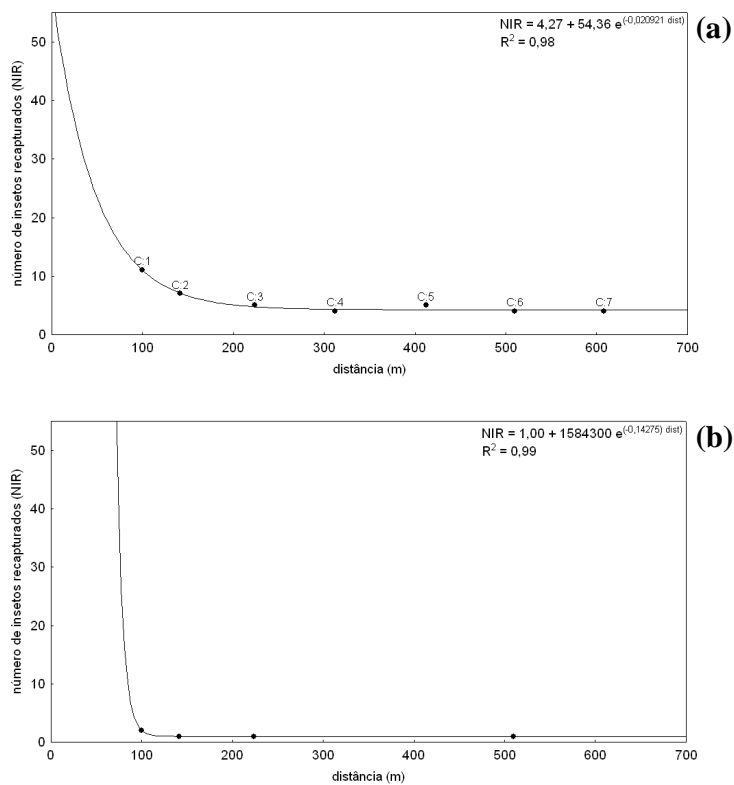 NIR = 4,27 + 54,36 e(-0,020921 dist)
R2 = 0,98
(a)
número de insetos recapturados (NIR)
50
40
30
20
10
0
C:1
C:2
C:3
C:4
C:5
C:6
C:7
0 100 200 300 400 500 600 700
distância (m)
NIR = 1,00 + 1584300 e(-0,14275) dist)
R2 = 0,99
(b)
número de insetos recapturados (NIR)
50
40
30
20
10
0
0 100 200 300 400 500 600 700
distância (m)